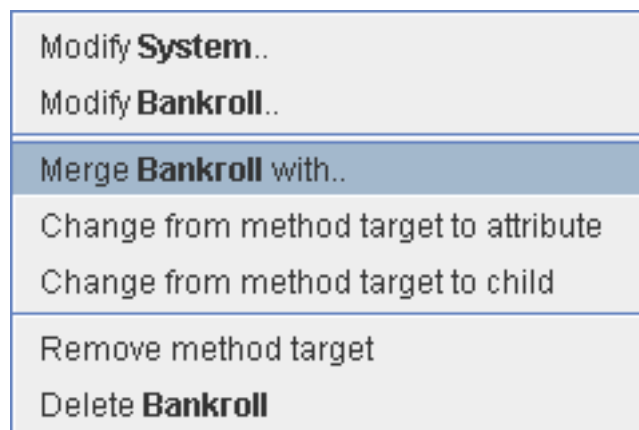 Modify System..
Modify Bankroll..
Merge Bankroll with..
Change from method target to attribute
Change from method target to child
Remove method target
Delete Bankroll